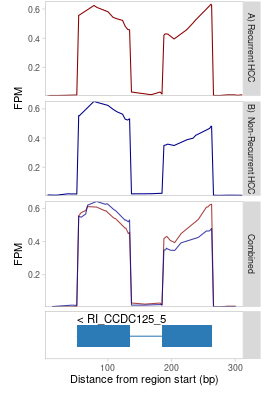 0.6
0.4
0.2
FPM
A) Recurrent HCC
0.6
0.4
0.2
FPM
B) Non-Recurrent HCC
0.6
0.4
0.2
FPM
Combined
< RI_CCDC125_5
100
200
300
Distance from region start (bp)